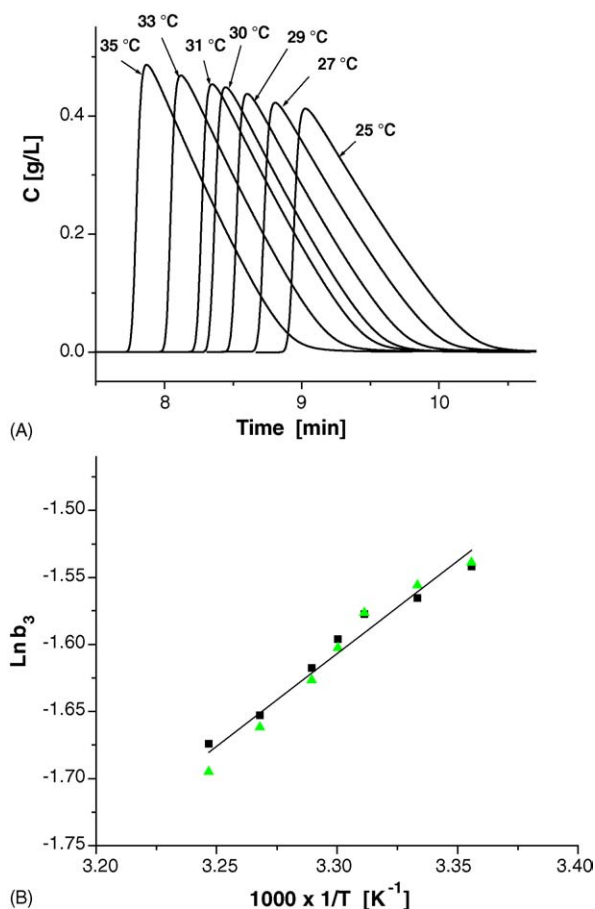 33 °C
30 °C
35 °C
31 °C
29 °C
27 °C
25 °C
0.4
0.2
0.0
C [g/L]
8
9
10
Time [min]
(A)
-1.50
-1.55
-1.60
-1.65
-1.70
-1.75
Ln b3
3.20
3.25
3.30
3.35
3.40
1000 x 1/T [K-1]
(B)